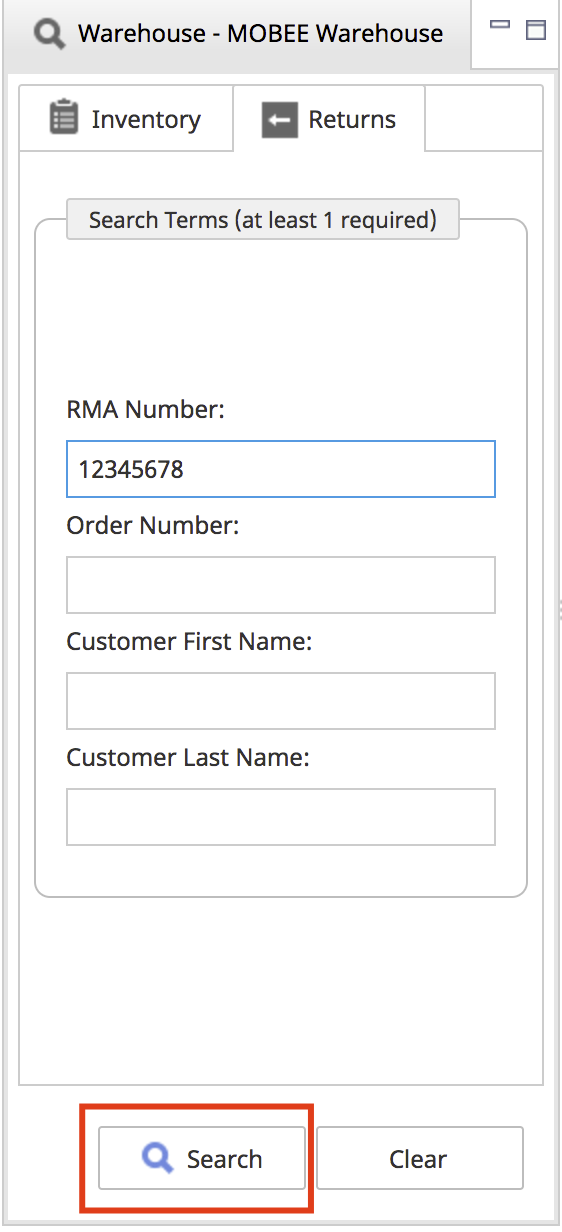 Warehouse - MOBEE Warehouse
Inventory
Returns
Search Terms (at least 1 required)
RMA Number:
12345678
Order Number:
Customer First Name:
Customer Last Name:
Search
Clear